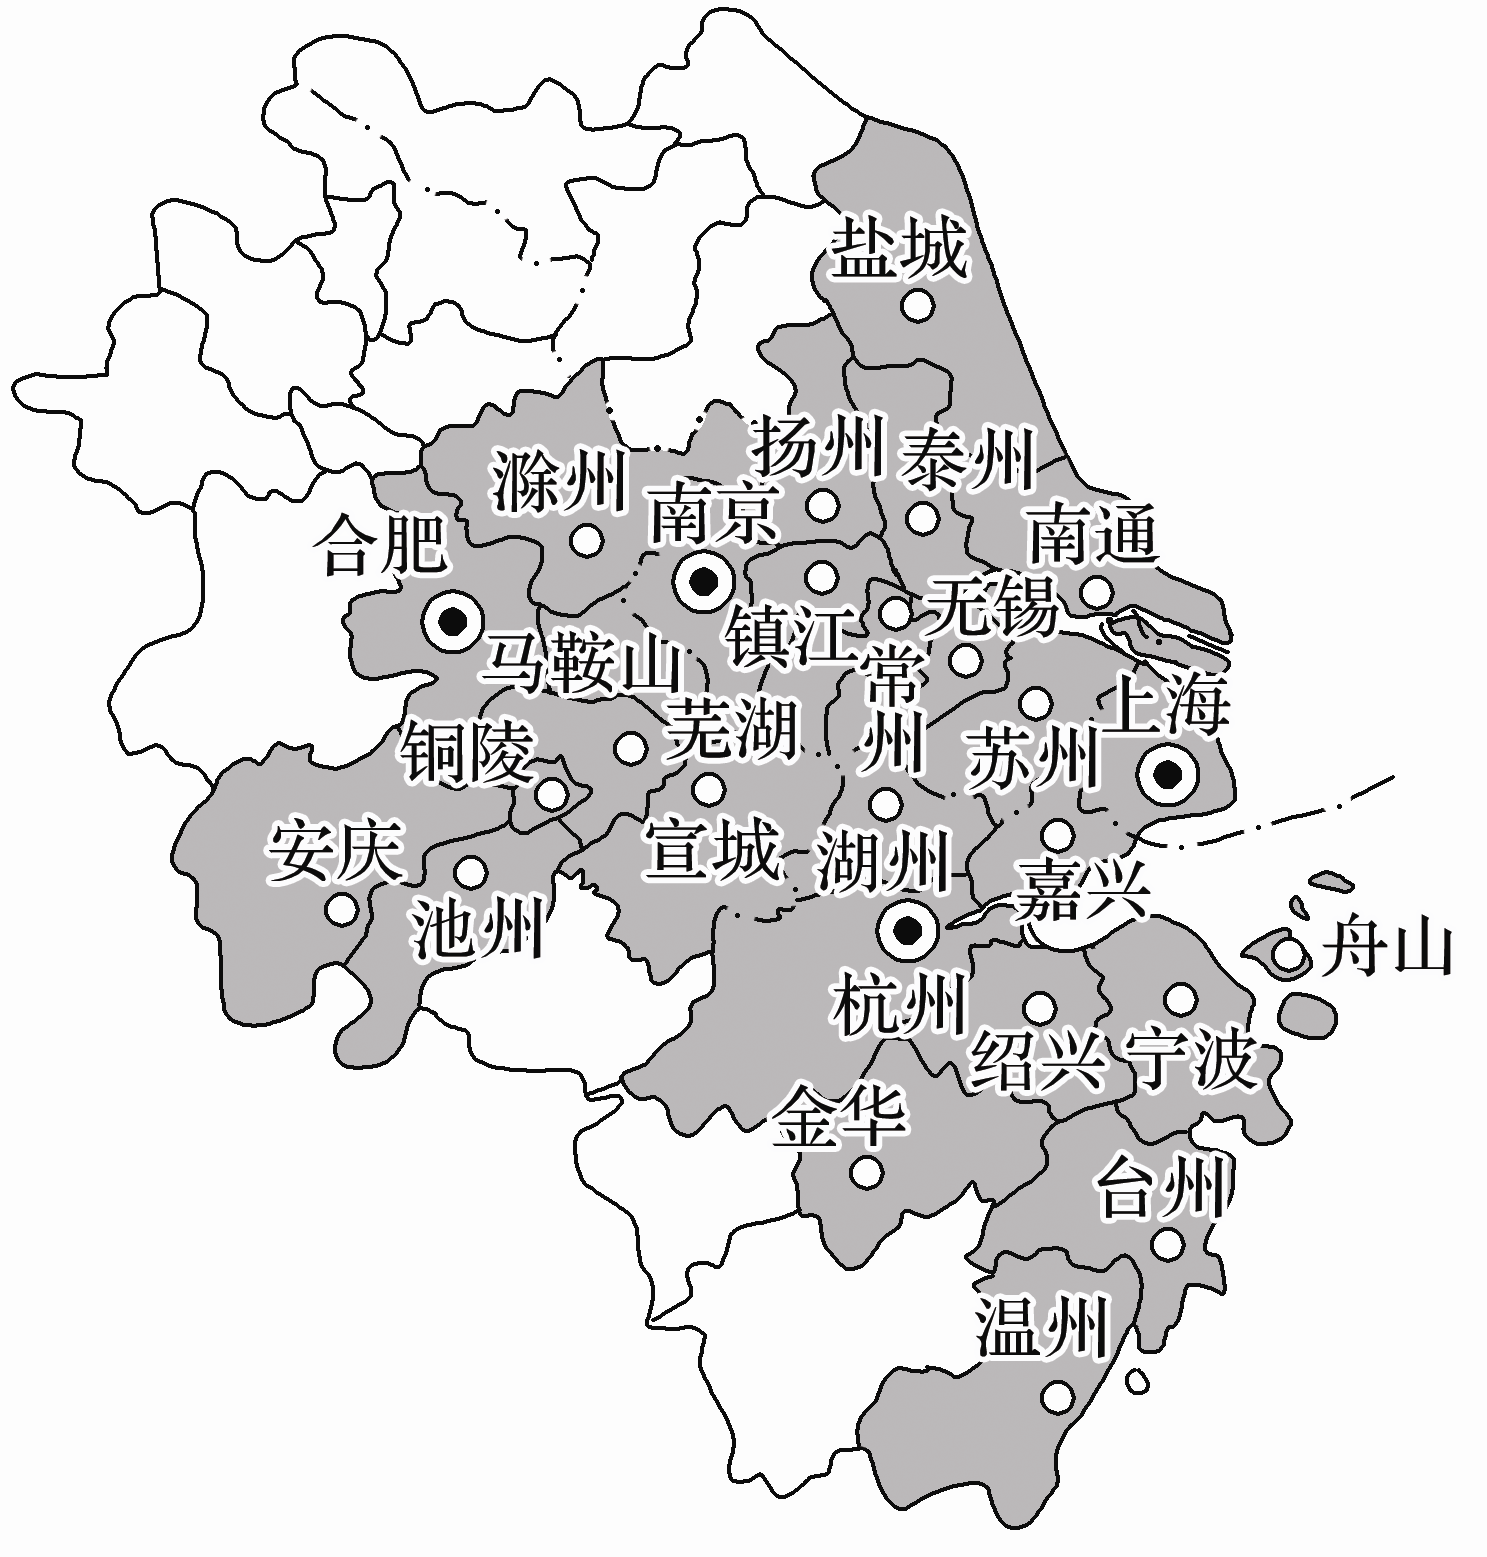 盐城
扬州
泰州
滁州
南京
南通
合肥
无锡
镇江
马鞍山
常州
上海
芜湖
铜陵
苏州
安庆
宣城
湖州
嘉兴
池州
舟山
杭州
绍兴
宁波
金华
台州
温州